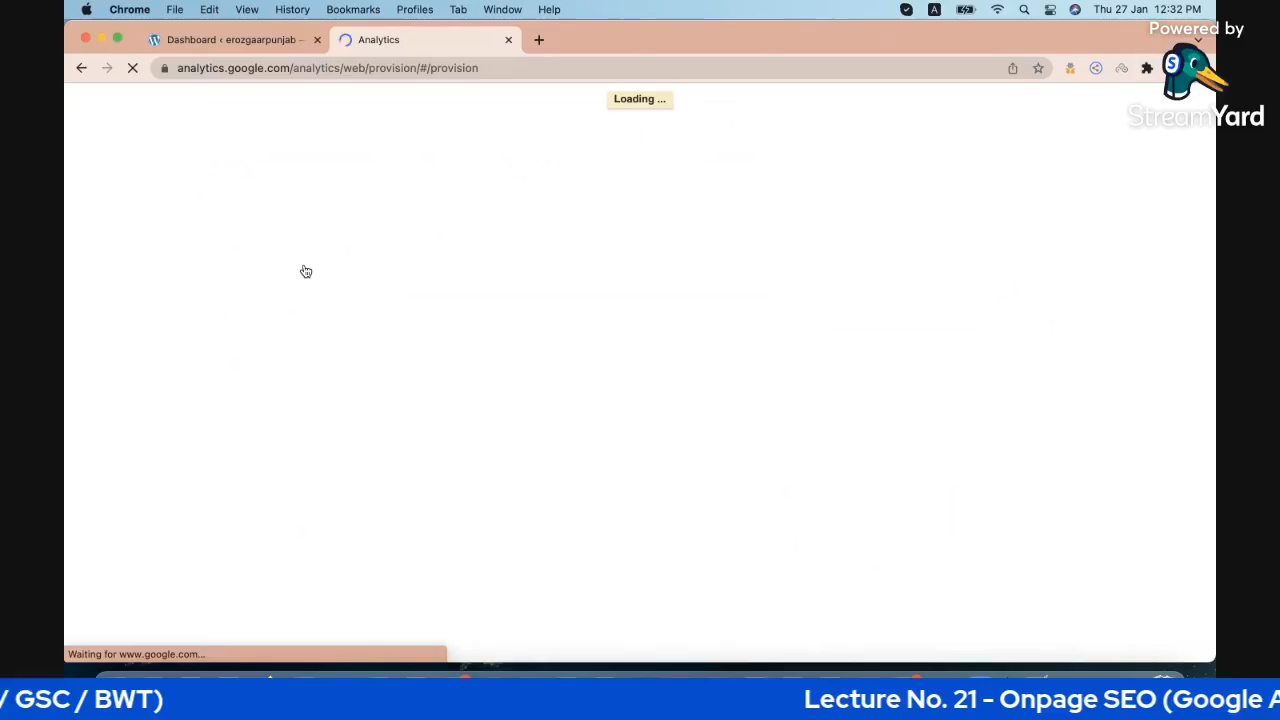 Chrome File Edit View History Bookmarks Profiles Tab Window Help A Thu 27 Jan 12:32 PM
Powered by
Dashboard ‹ erozgaarpunjab – Analytics
analytics.google.com/analytics/web/provision/#/provision
S
StreamYard
Loading ...
Waiting for www.google.com...
/ GSC / BWT) Lecture No. 21 - Onpage SEO (Google A